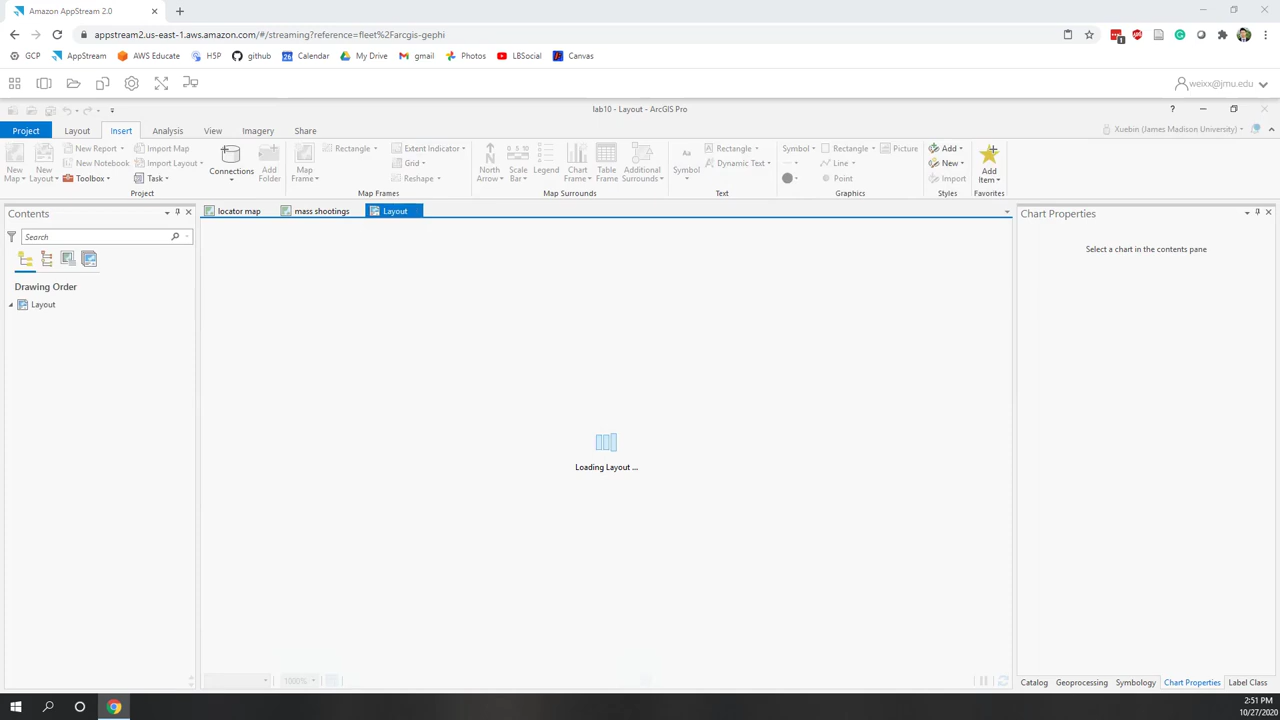 Amazon AppStream 2.0
appstream2.us-east-1.aws.amazon.com/#/streaming?reference=fleet%2Farcgis-gephi
1
GCP AppStream AWS Educate HSP github 26 Calendar My Drive gmail Photos LBSocial Canvas
weixx@jmu.edu
lab10 - Layout - ArcGIS Pro
?
Project Layout Insert Analysis View Imagery Share
Xuebin (James Madison University)
New Map
New Layout
New Report
New Notebook
Toolbox
Import Map
Import Layout
Task
Connections
Add Folder
Project
Map Frame
Rectangle
Extent Indicator
Grid
Reshape
Map Frames
North Arrow
Scale Bar
Legend
Chart Frame
Table Frame
Additional Surrounds
Map Surrounds
Aa
Symbol
A Rectangle
Dynamic Text
Text
Symbol
Rectangle
Picture
Line
Point
Graphics
Add
New
Import
Styles
Add Item
Favorites
Contents
Search
Drawing Order
Layout
locator map mass shootings Layout
Loading Layout ...
1000%
Chart Properties
Select a chart in the contents pane
Catalog Geoprocessing Symbology Chart Properties Label Class
2:51 PM
10/27/2020